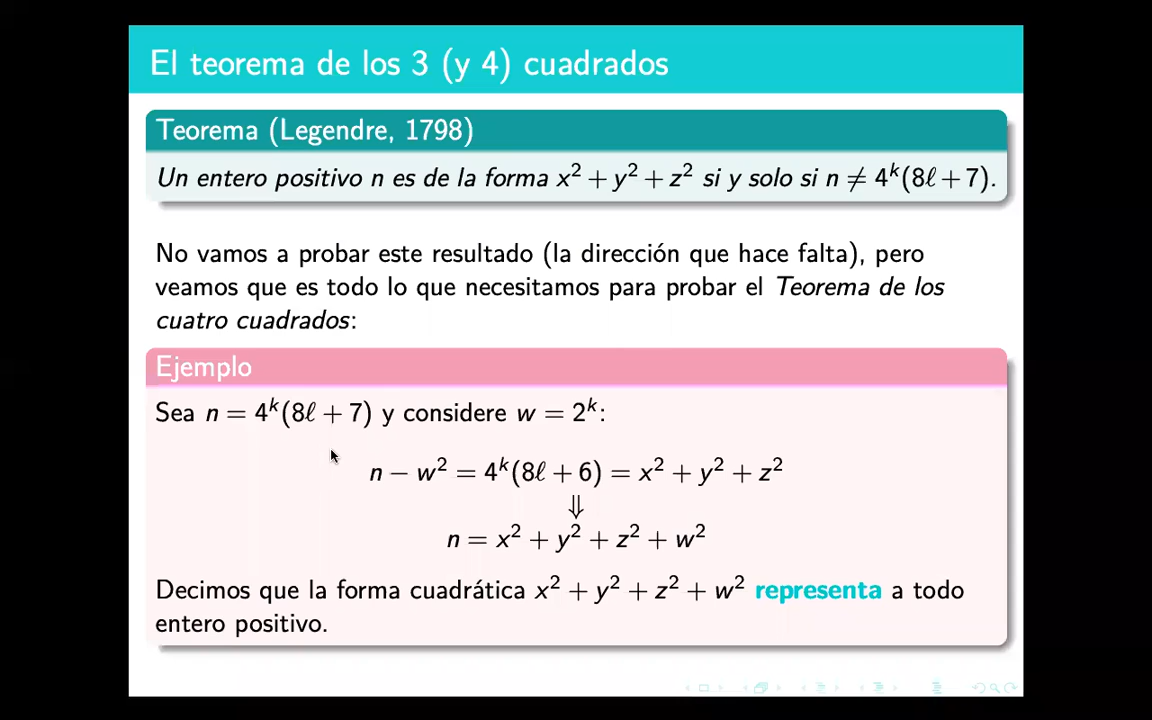 El teorema de los 3 (y 4) cuadrados
Teorema (Legendre, 1798)
Un entero positivo n es de la forma x² + y² + z² si y solo si n ≠ 4ᵏ(8ℓ + 7).
No vamos a probar este resultado (la dirección que hace falta), pero
veamos que es todo lo que necesitamos para probar el Teorema de los
cuatro cuadrados:
Ejemplo
Sea n = 4ᵏ(8ℓ + 7) y considere w = 2ᵏ:
n − w² = 4ᵏ(8ℓ + 6) = x² + y² + z²
⇓
n = x² + y² + z² + w²
Decimos que la forma cuadrática x² + y² + z² + w² representa a todo
entero positivo.